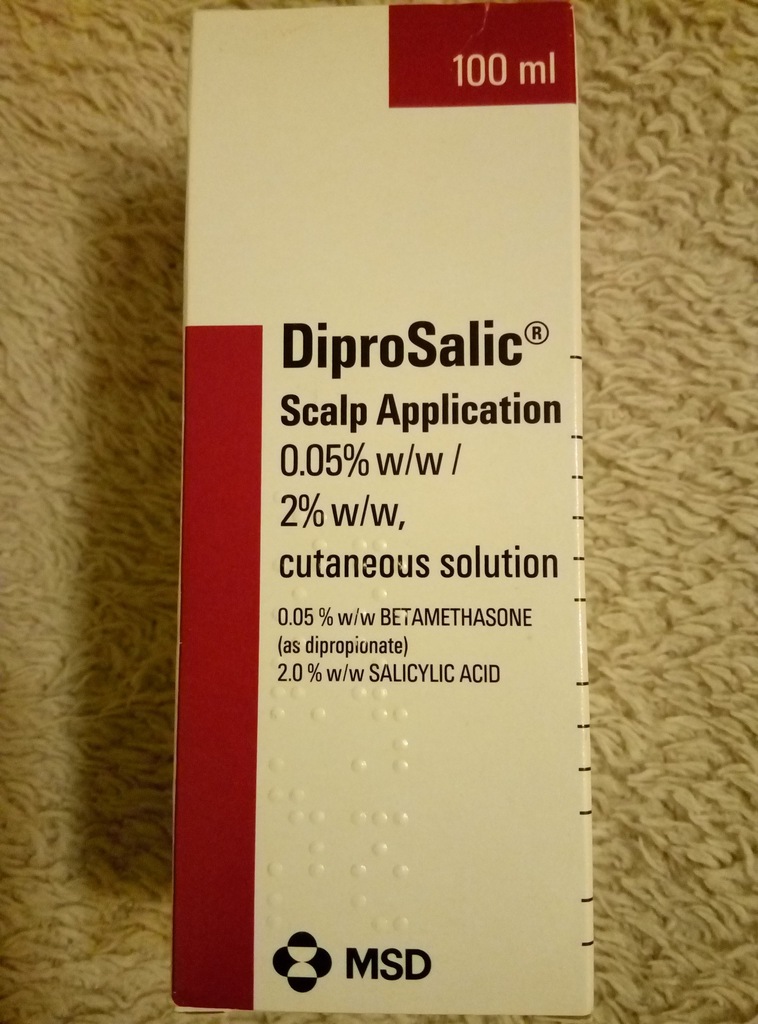 100 ml
DiproSalic®
Scalp Application
0.05% w/w /
2% w/w,
cutaneous solution
0.05 % w/w BETAMETHASONE
(as dipropionate)
2.0 % w/w SALICYLIC ACID
MSD